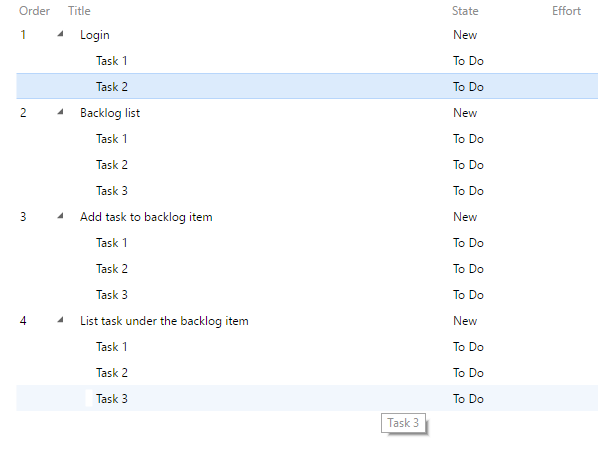 Order Title State Effort
1 Login New
Task 1 To Do
Task 2 To Do
2 Backlog list New
Task 1 To Do
Task 2 To Do
Task 3 To Do
3 Add task to backlog item New
Task 1 To Do
Task 2 To Do
Task 3 To Do
4 List task under the backlog item New
Task 1 To Do
Task 2 To Do
Task 3 To Do
Task 3